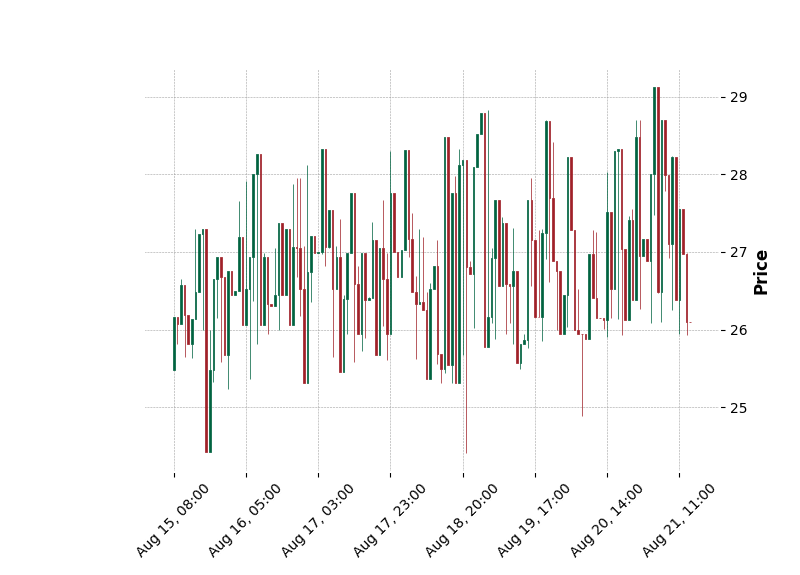 29
28
27
26
25
Price
Aug 15, 08:00
Aug 16, 05:00
Aug 17, 03:00
Aug 17, 23:00
Aug 18, 20:00
Aug 19, 17:00
Aug 20, 14:00
Aug 21, 11:00